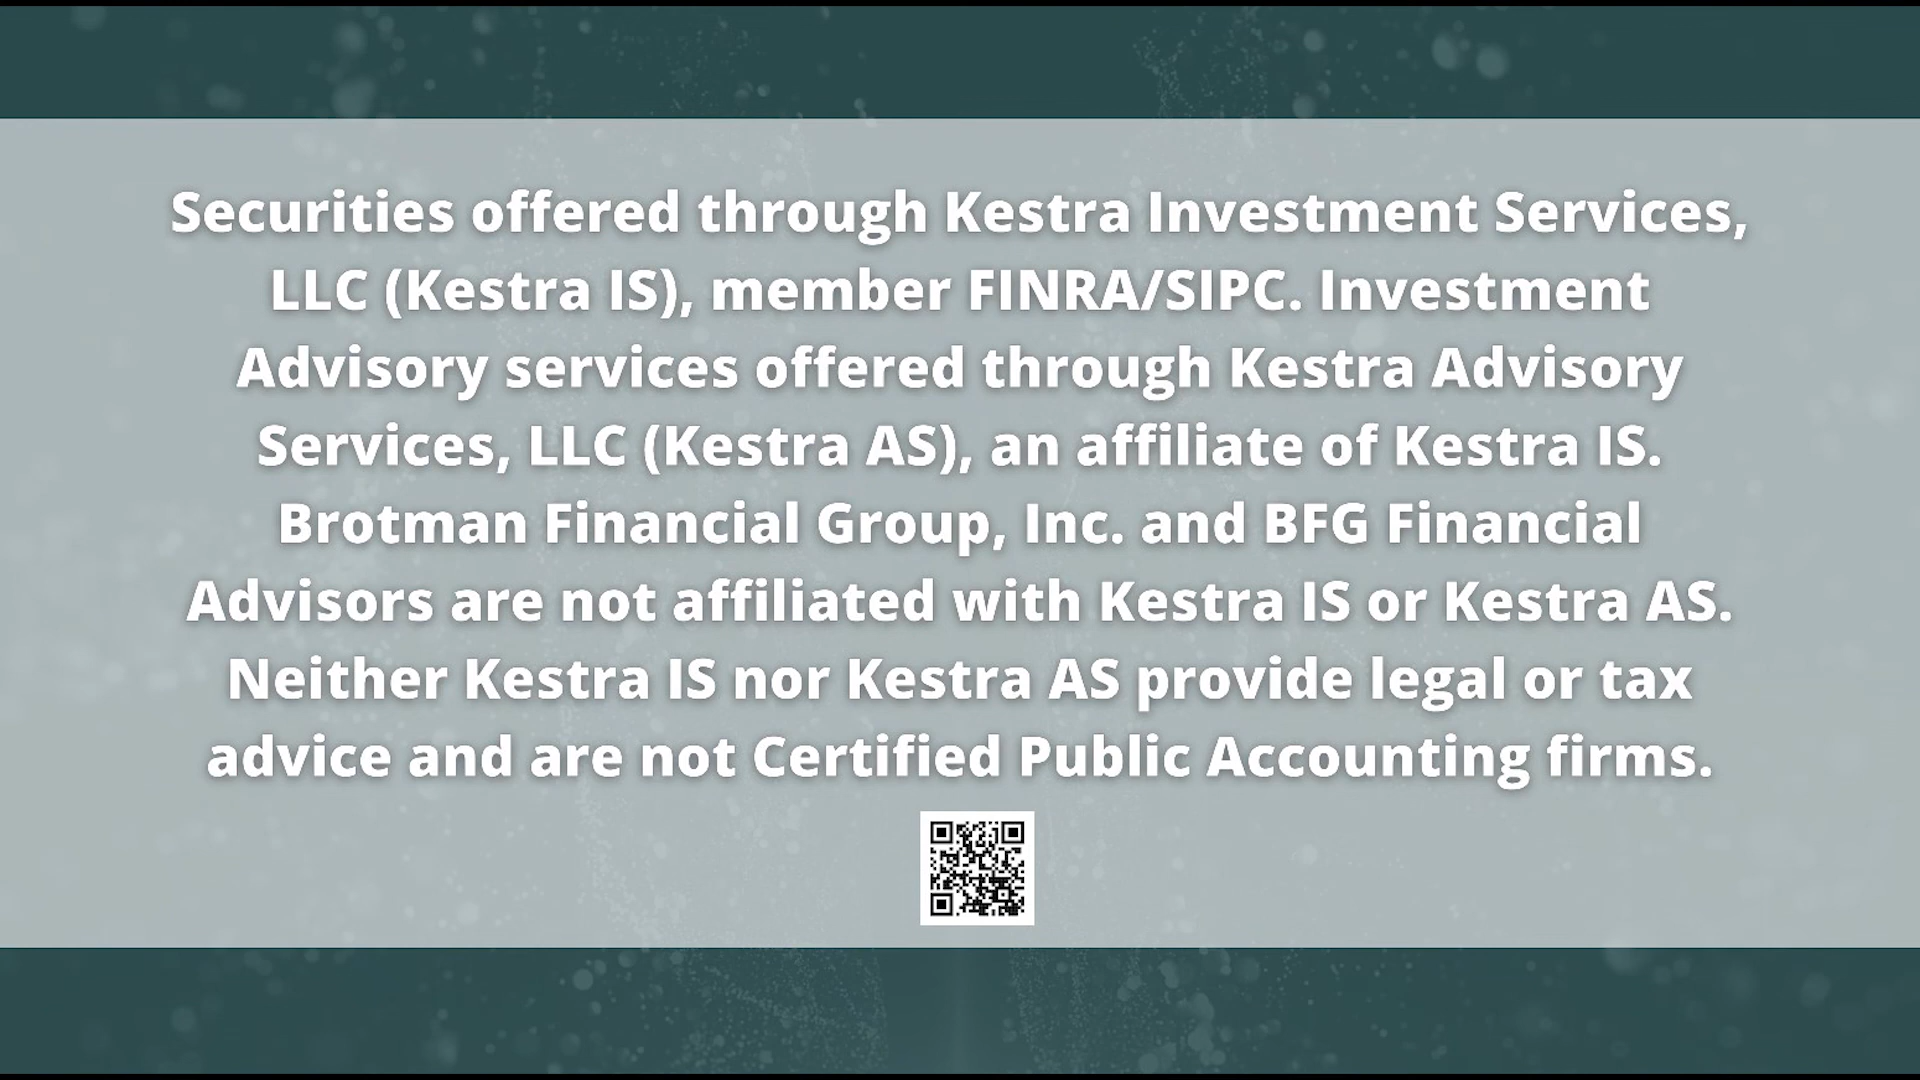 Securities offered through Kestra Investment Services,
LLC (Kestra IS), member FINRA/SIPC. Investment
Advisory services offered through Kestra Advisory
Services, LLC (Kestra AS), an affiliate of Kestra IS.
Brotman Financial Group, Inc. and BFG Financial
Advisors are not affiliated with Kestra IS or Kestra AS.
Neither Kestra IS nor Kestra AS provide legal or tax
advice and are not Certified Public Accounting firms.